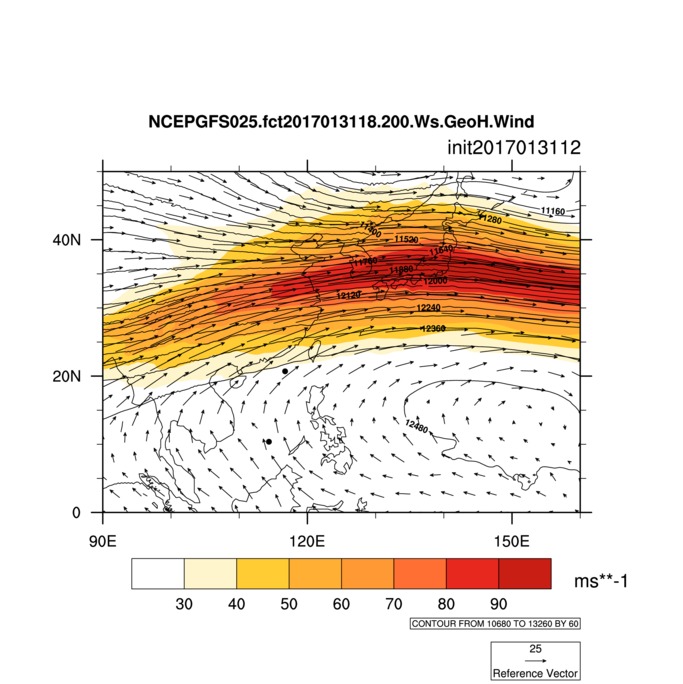 NCEPGFS025.fct2017013118.200.Ws.GeoH.Wind
init2017013112
11160
11280
11400
11520
11640
11760
11880
12000
12120
12240
12360
12480
40N
20N
0
90E 120E 150E
30 40 50 60 70 80 90
ms**-1
CONTOUR FROM 10680 TO 13260 BY 60
25
Reference Vector